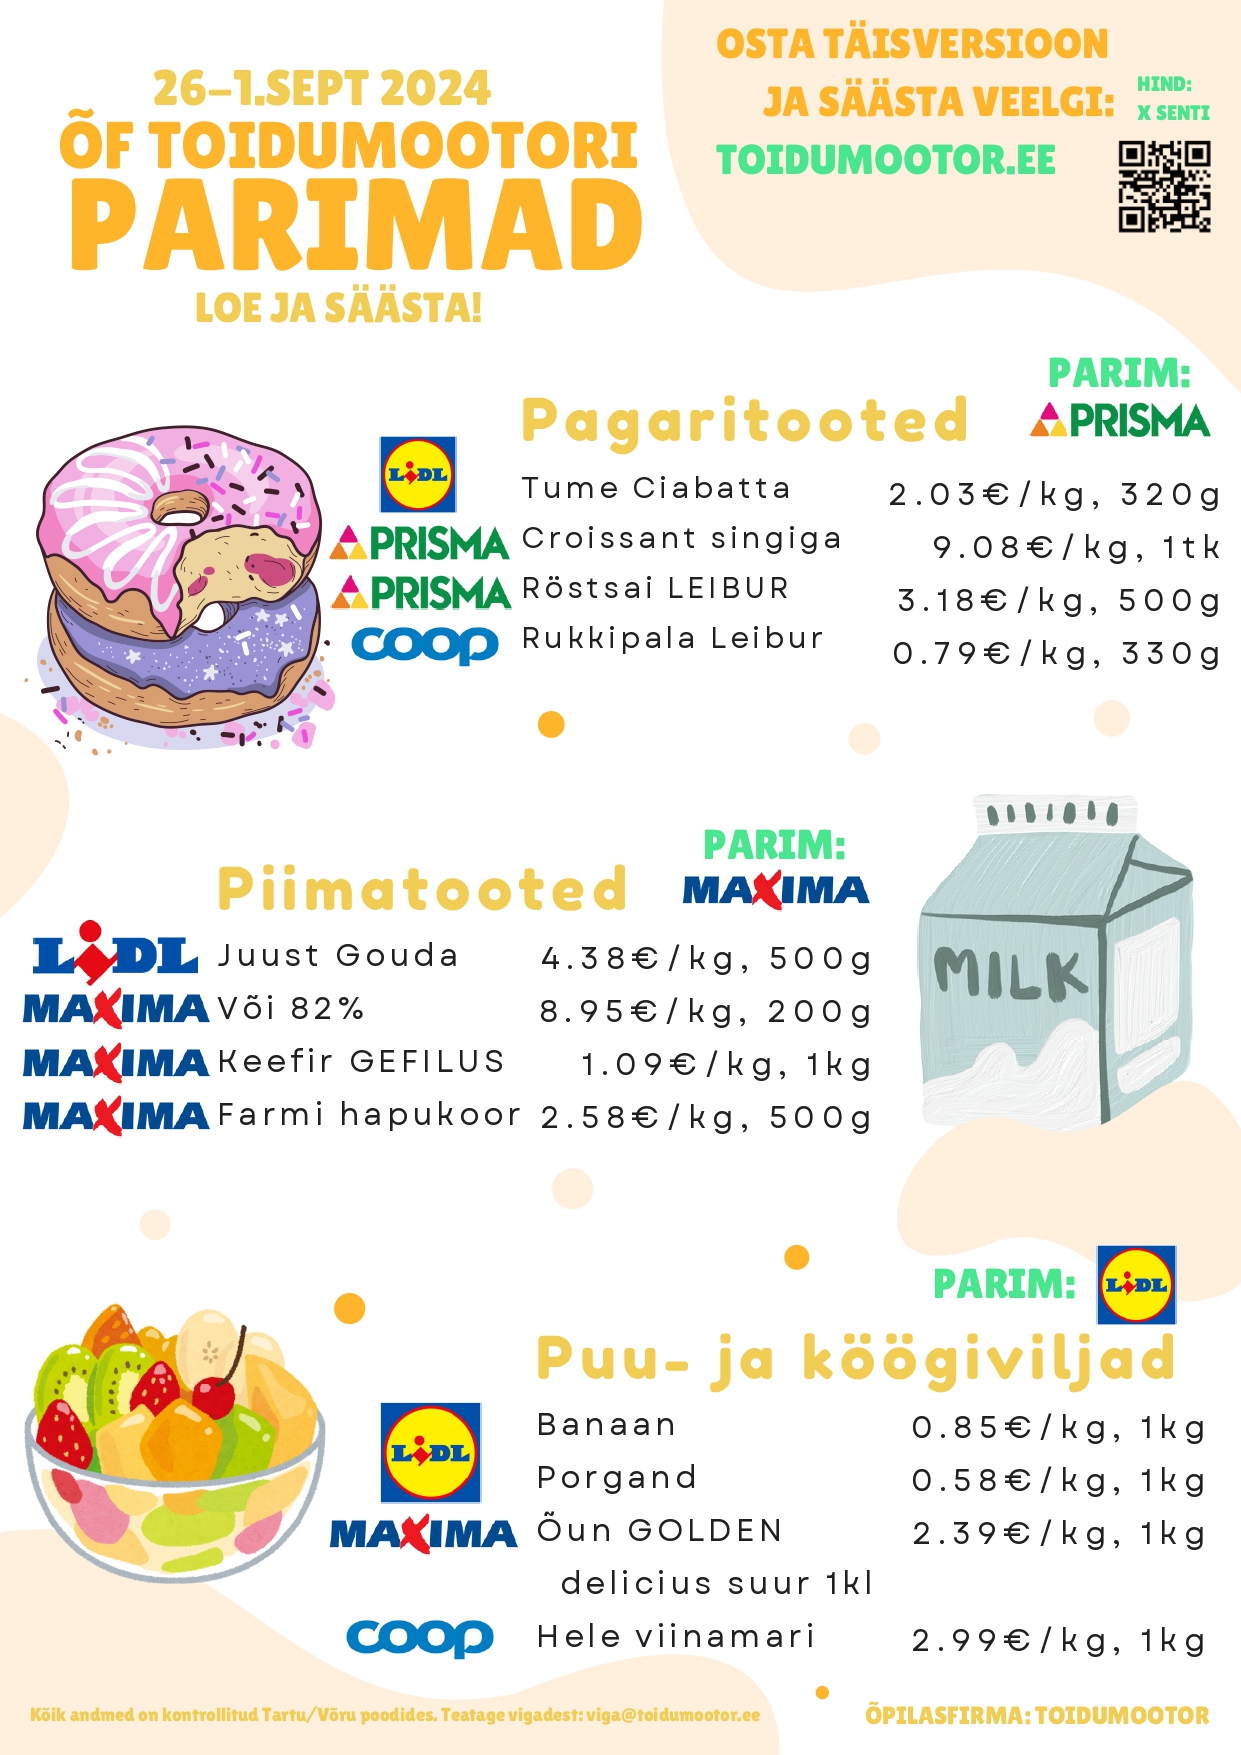 26-1.SEPT 2024
ÕF TOIDUMOOTORI
PARIMAD
LOE JA SÄÄSTA!
OSTA TÄISVERSIOON
JA SÄÄSTA VEELGI:
HIND:
X SENTI
TOIDUMOOTOR.EE
PARIM:
PRISMA
Pagaritooted
LIDL
Tume Ciabatta 2.03€/kg, 320g
PRISMA Croissant singiga 9.08€/kg, 1tk
PRISMA Röstsai LEIBUR 3.18€/kg, 500g
coop Rukkipala Leibur 0.79€/kg, 330g
PARIM:
MAXIMA
Piimatooted
LIDL Juust Gouda 4.38€/kg, 500g
MAXIMA Või 82% 8.95€/kg, 200g
MAXIMA Keefir GEFILUS 1.09€/kg, 1kg
MAXIMA Farmi hapukoor 2.58€/kg, 500g
MILK
PARIM: LIDL
Puu- ja köögiviljad
LIDL
Banaan 0.85€/kg, 1kg
Porgand 0.58€/kg, 1kg
MAXIMA Õun GOLDEN 2.39€/kg, 1kg
delicius suur 1kl
coop Hele viinamari 2.99€/kg, 1kg
Kõik andmed on kontrollitud Tartu/Võru poodides. Teatage vigadest: viga@toidumootor.ee
ÕPILASFIRMA: TOIDUMOOTOR